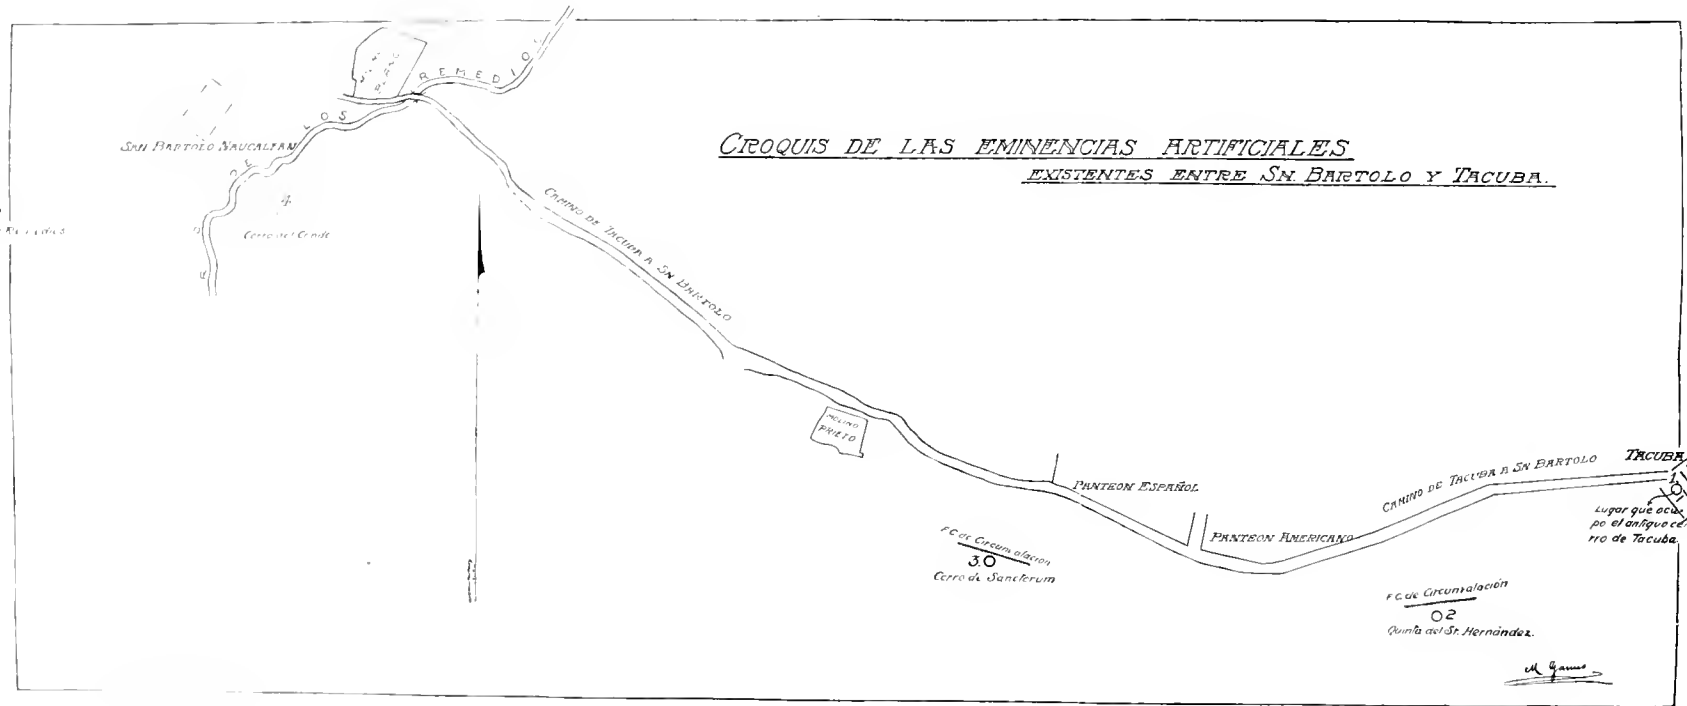 CROQUIS DE LAS EMINENCIAS ARTIFICIALES
EXISTENTES ENTRE SN. BARTOLO Y TACUBA.
REMEDIOS
LOS
DE
SAN BARTOLO NAUCALPAN
4
Cerro del Conde
CAMINO DE TACUBA A SN BARTOLO
MOLINO
PRIETO
PANTEON ESPAÑOL
PANTEON AMERICANO
CAMINO DE TACUBA A SN BARTOLO
TACUBA
1
Lugar que ocu-
po el antiguo ce-
rro de Tacuba
F.C. de Circunvalacion
3
Cerro de Sanctorum
F.C. de Circunvalación
2
Quinta del Sr. Hernández.
M Gamio